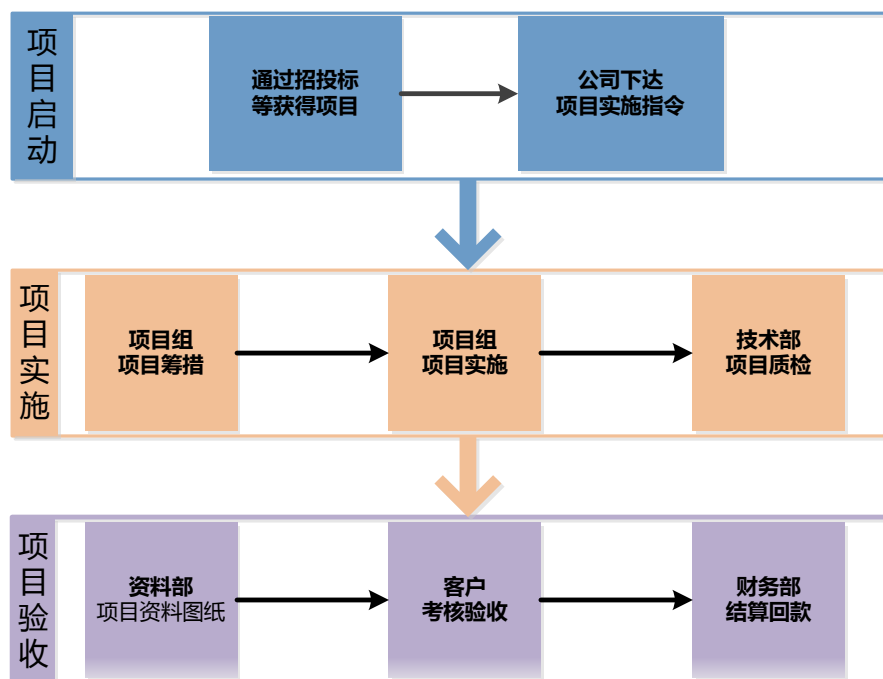 项目启动
通过招投标
等获得项目
公司下达
项目实施指令
项目实施
项目组
项目筹措
项目组
项目实施
技术部
项目质检
项目验收
资料部
项目资料图纸
客户
考核验收
财务部
结算回款